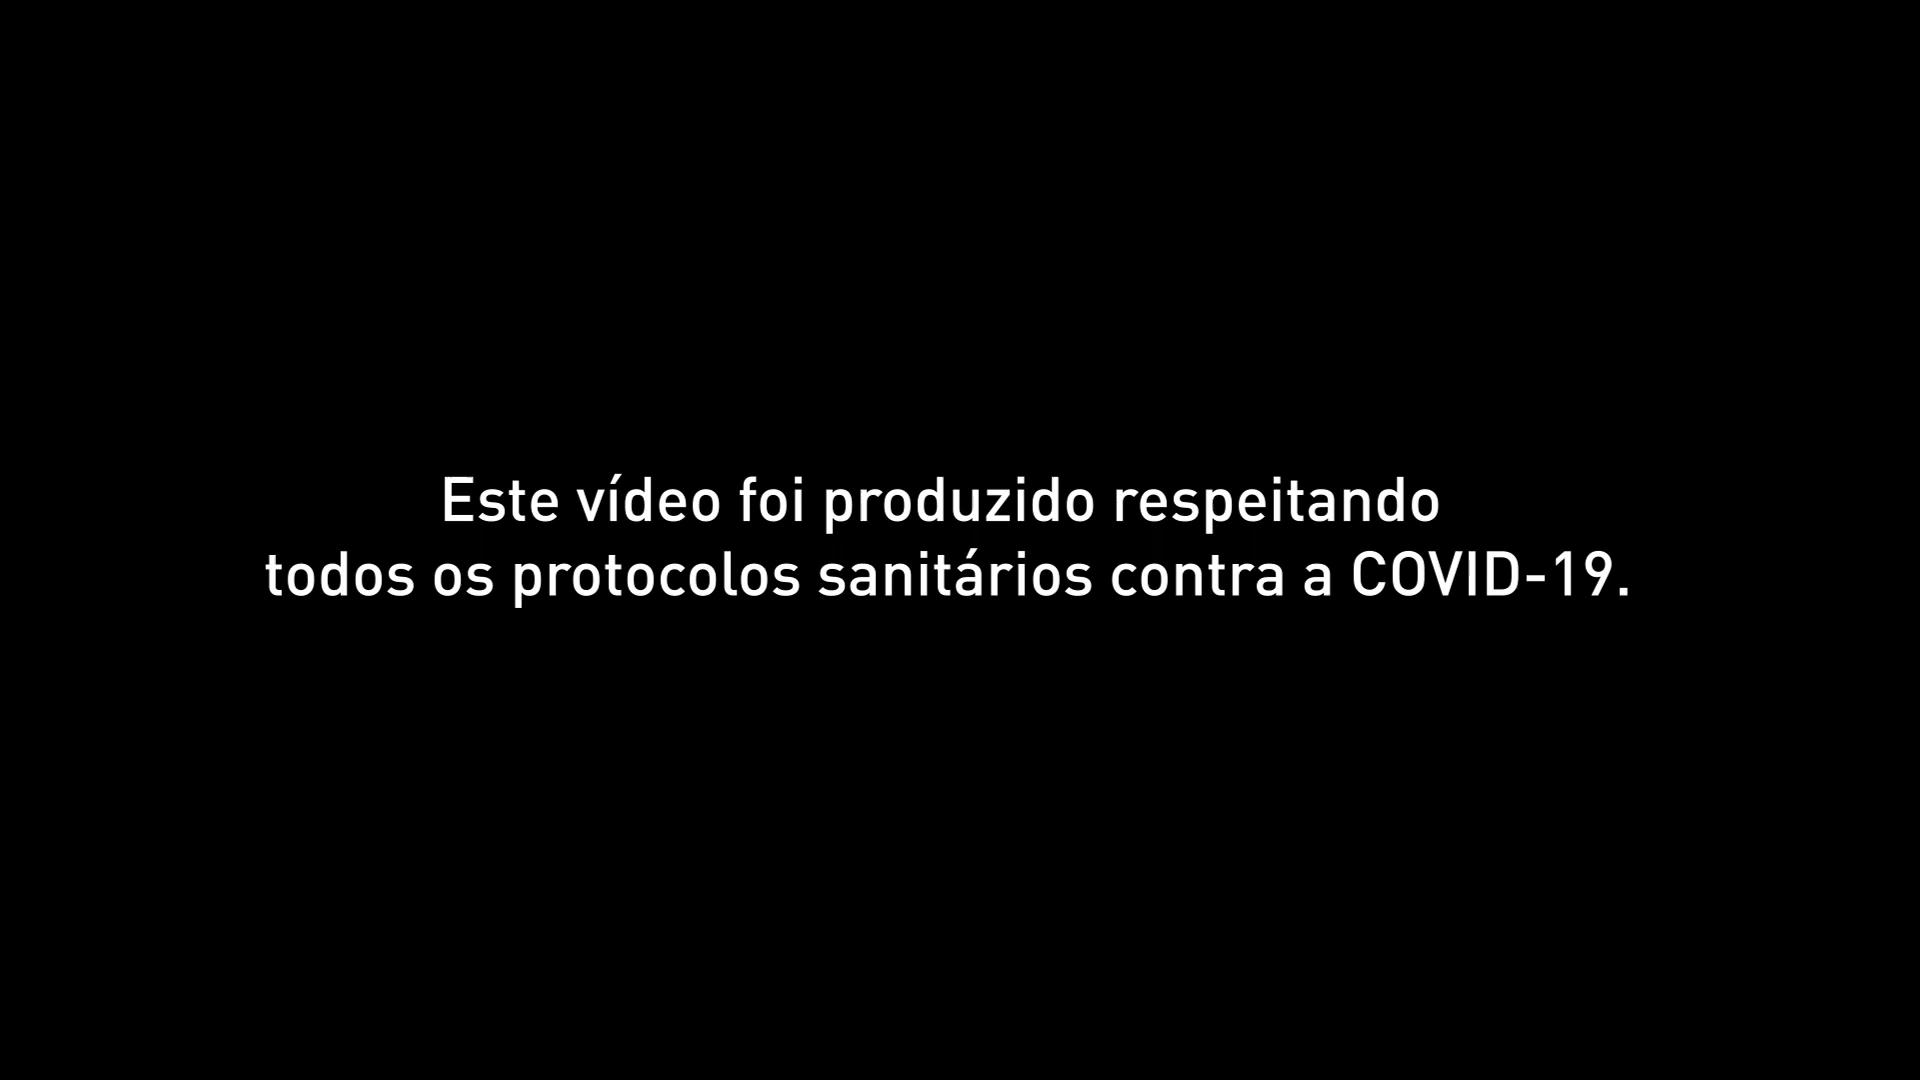 Este vídeo foi produzido respeitando
todos os protocolos sanitários contra a COVID-19.